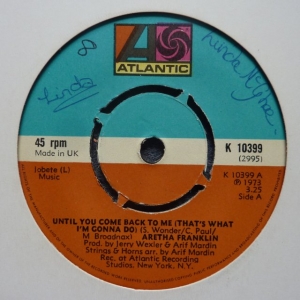 8
Linda
ATLANTIC
45 rpm
Made in UK
K 10399
(2995)
Jobete (L)
Music
K 10399 A
℗ 1973
3.25
Side A
UNTIL YOU COME BACK TO ME (THAT'S WHAT
I'M GONNA DO) (S. Wonder/C. Paul/
M Broadnax) ARETHA FRANKLIN
Prod. by Jerry Wexler & Arif Mardin
Strings & Horns arr. by Arif Mardin
Rec. at Atlantic Recording
Studios, New York, N.Y.